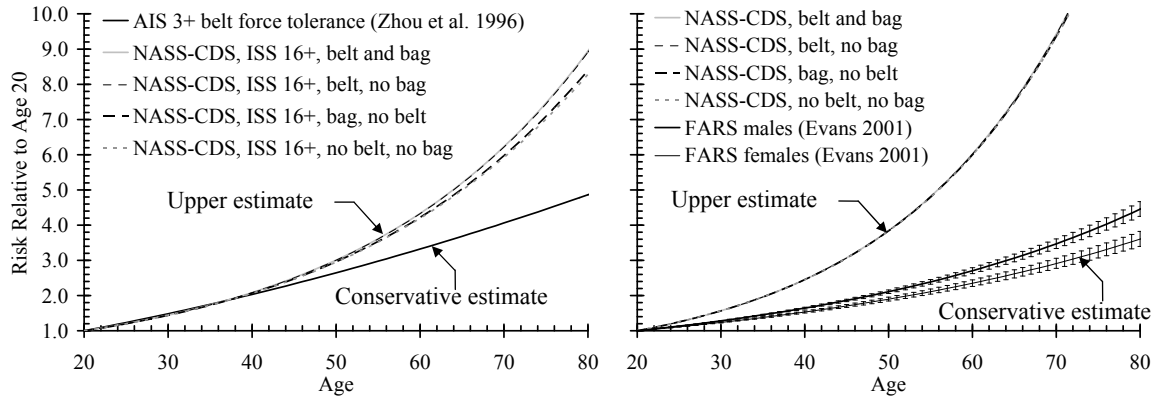 AIS 3+ belt force tolerance (Zhou et al. 1996)
NASS-CDS, ISS 16+, belt and bag
NASS-CDS, ISS 16+, belt, no bag
NASS-CDS, ISS 16+, bag, no belt
NASS-CDS, ISS 16+, no belt, no bag
Upper estimate
Conservative estimate
Risk Relative to Age 20
10.0
9.0
8.0
7.0
6.0
5.0
4.0
3.0
2.0
1.0
20 30 40 50 60 70 80
Age
NASS-CDS, belt and bag
NASS-CDS, belt, no bag
NASS-CDS, bag, no belt
NASS-CDS, no belt, no bag
FARS males (Evans 2001)
FARS females (Evans 2001)
Upper estimate
Conservative estimate
20 30 40 50 60 70 80
Age